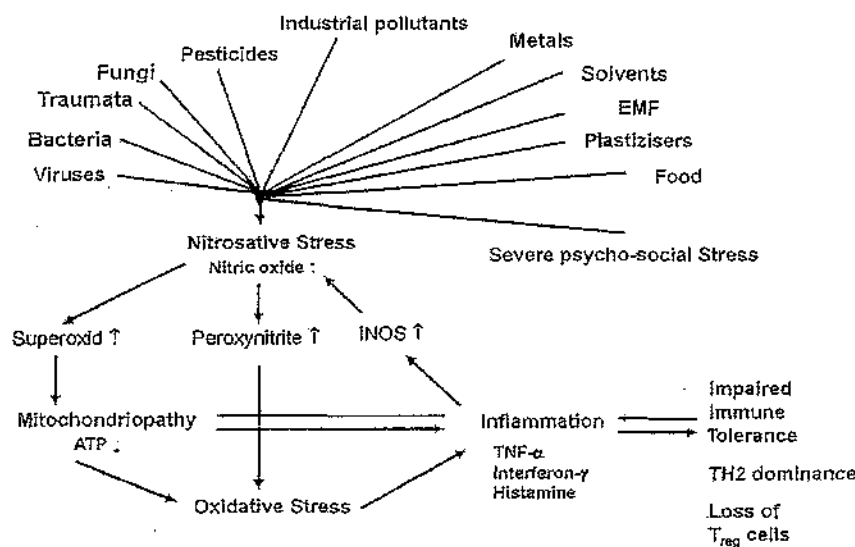 Industrial pollutants
Metals
Pesticides
Solvents
Fungi
Traumata
EMF
Bacteria
Plastizisers
Viruses
Food
Nitrosative Stress
Nitric oxide ↑
Severe psycho-social Stress
Superoxid ↑
Peroxynitrite ↑
iNOS ↑
Mitochondriopathy
ATP ↓
Inflammation
TNF-α
Interferon-γ
Histamine
Impaired
Immune
Tolerance
TH2 dominance
Loss of
Treg cells
Oxidative Stress